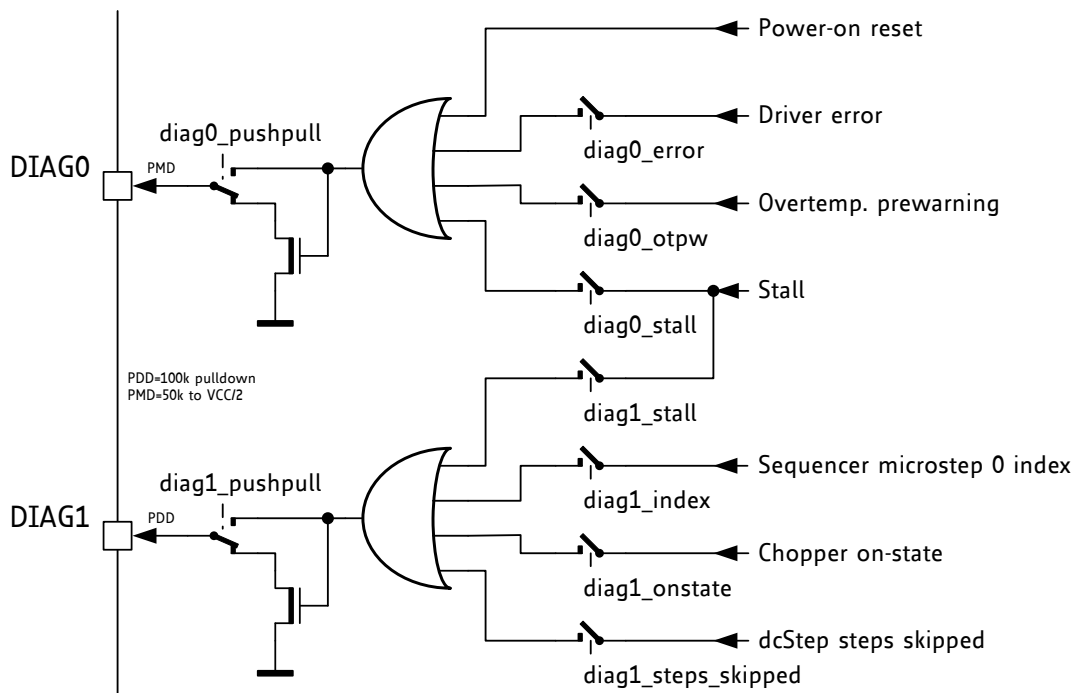 Power-on reset
Driver error
diag0_pushpull
diag0_error
DIAG0
PMD
Overtemp. prewarning
diag0_otpw
Stall
diag0_stall
PDD=100k pulldown
PMD=50k to VCC/2
diag1_stall
Sequencer microstep 0 index
diag1_pushpull
diag1_index
DIAG1
PDD
Chopper on-state
diag1_onstate
dcStep steps skipped
diag1_steps_skipped